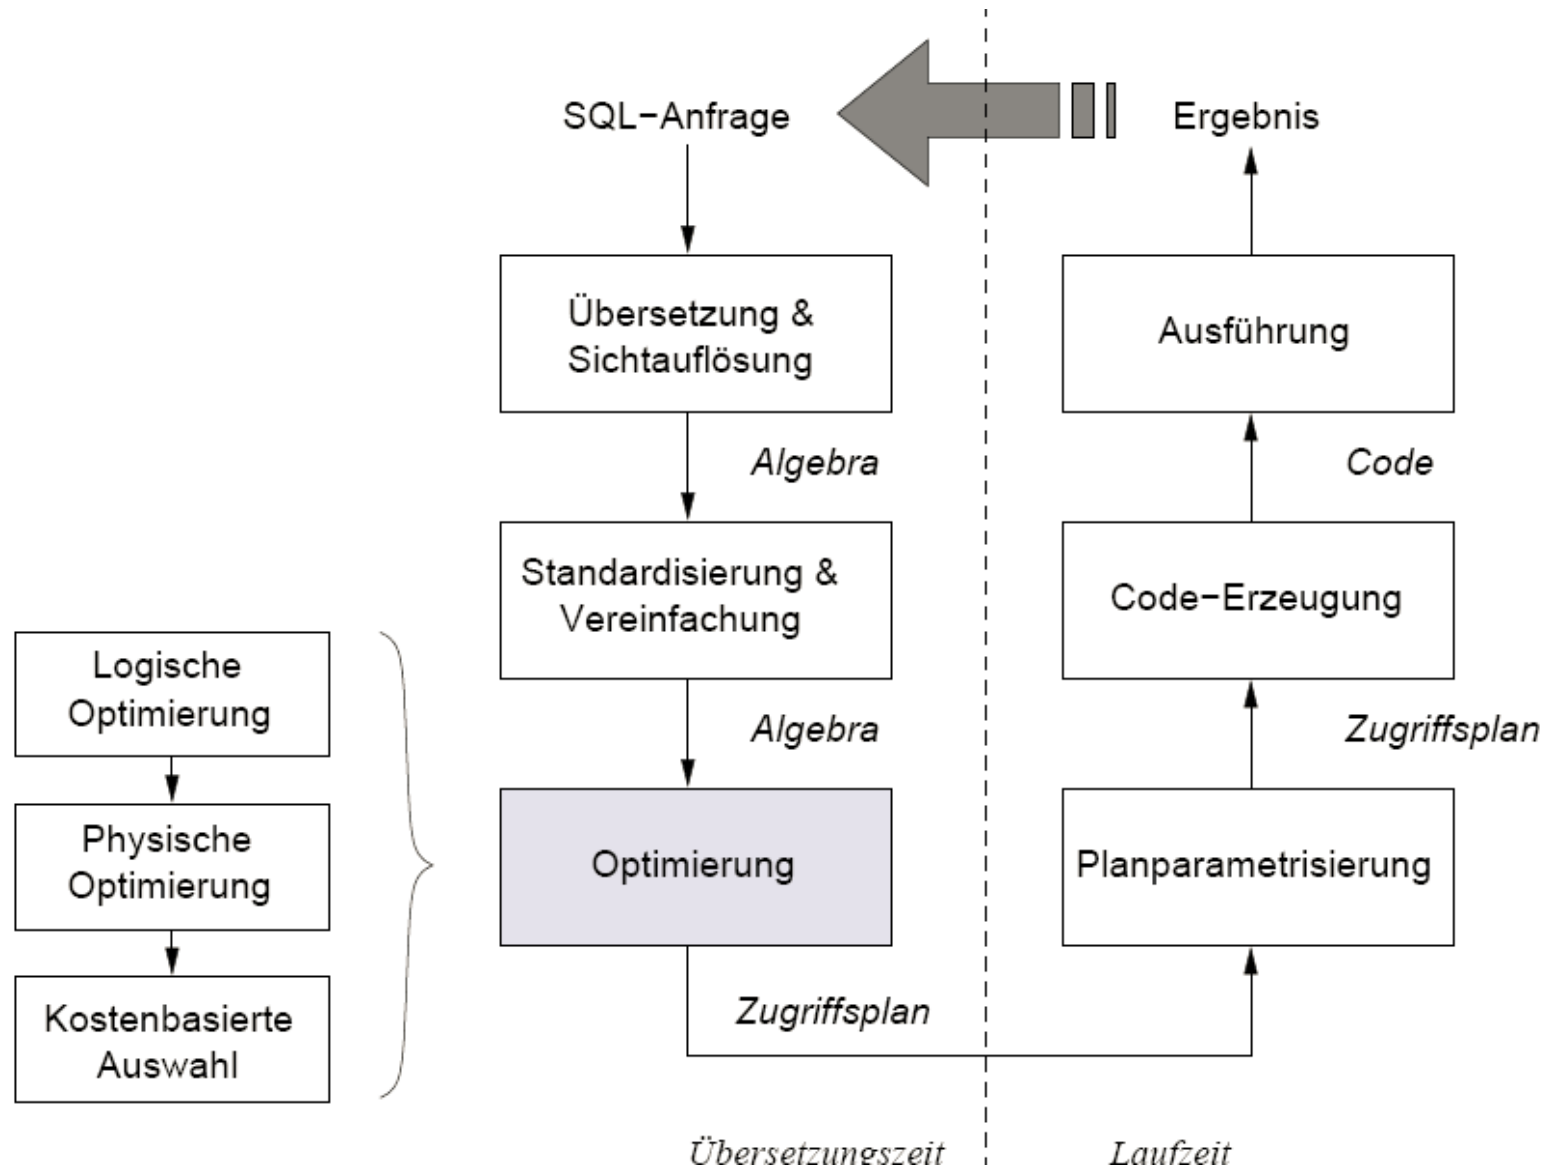 SQL−Anfrage
Ergebnis
Übersetzung &
Sichtauflösung
Ausführung
Algebra
Code
Standardisierung &
Vereinfachung
Code−Erzeugung
Logische
Optimierung
Algebra
Zugriffsplan
Physische
Optimierung
Optimierung
Planparametrisierung
Kostenbasierte
Auswahl
Zugriffsplan
Übersetzungszeit
Laufzeit